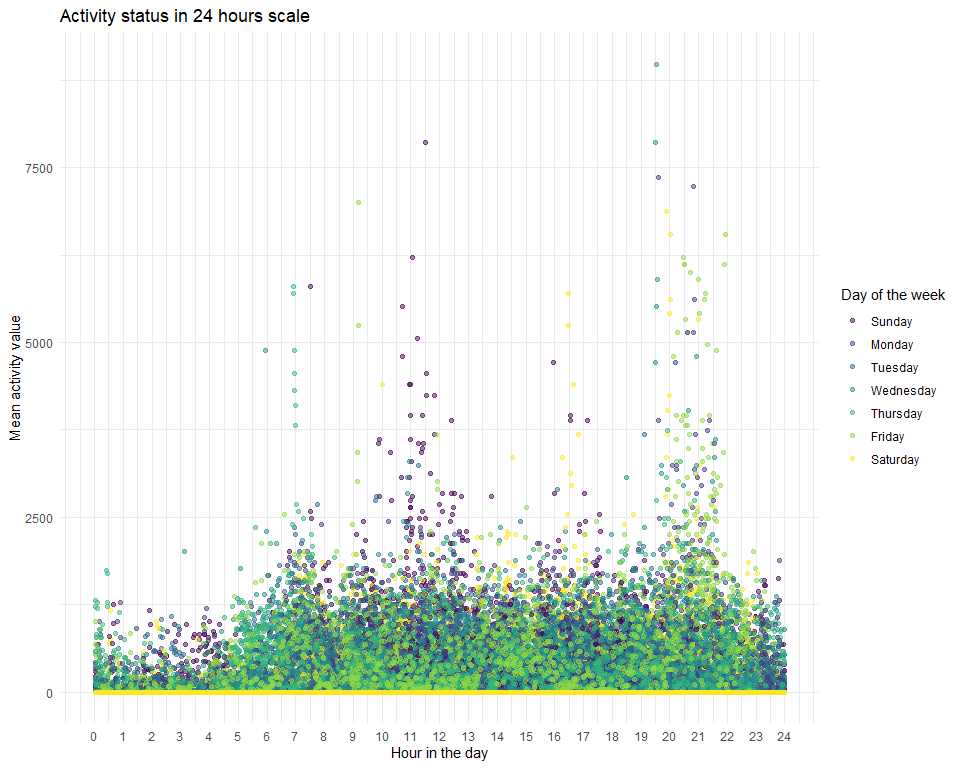 Activity status in 24 hours scale
Mean activity value
7500
5000
2500
0
0 1 2 3 4 5 6 7 8 9 10 11 12 13 14 15 16 17 18 19 20 21 22 23 24
Hour in the day
Day of the week
Sunday
Monday
Tuesday
Wednesday
Thursday
Friday
Saturday